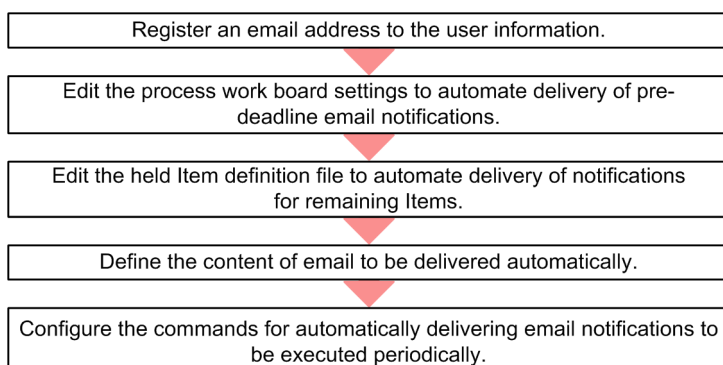 Register an email address to the user information.
Edit the process work board settings to automate delivery of pre-
deadline email notifications.
Edit the held Item definition file to automate delivery of notifications
for remaining Items.
Define the content of email to be delivered automatically.
Configure the commands for automatically delivering email notifications to
be executed periodically.